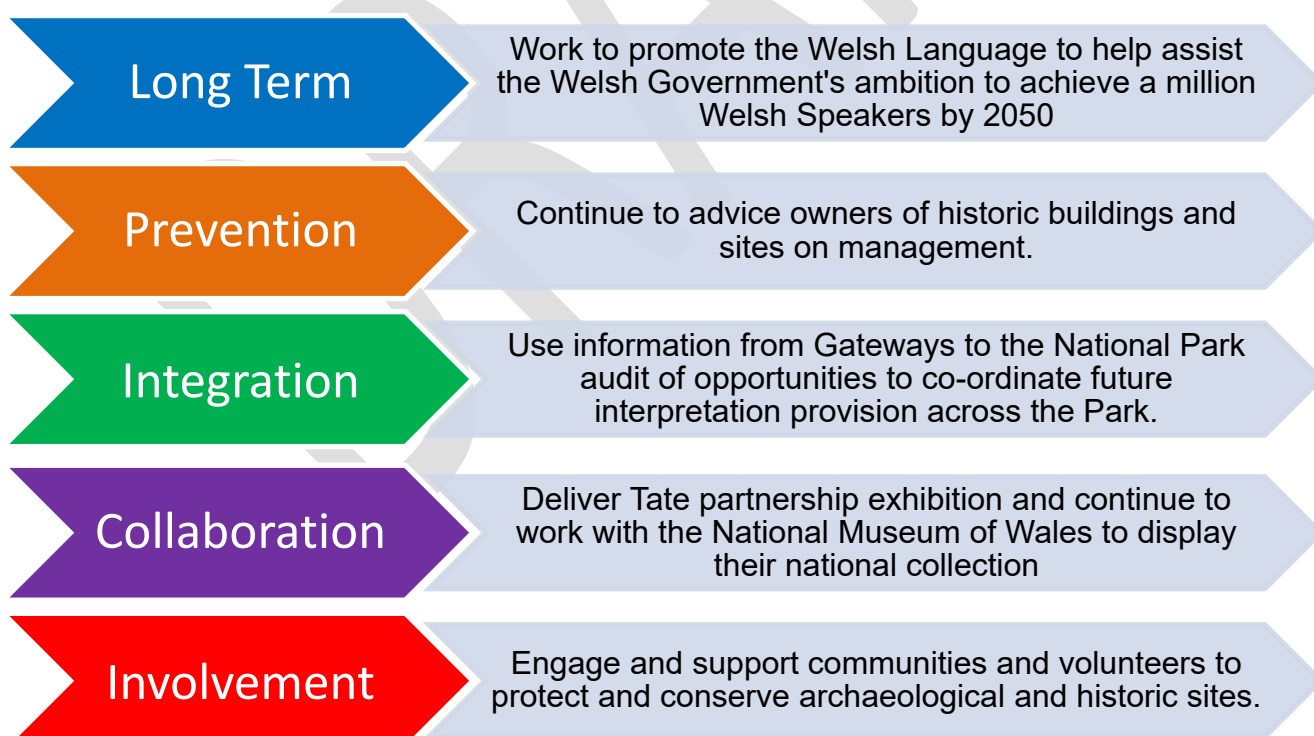 Long Term
Work to promote the Welsh Language to help assist
the Welsh Government's ambition to achieve a million
Welsh Speakers by 2050
Prevention
Continue to advice owners of historic buildings and
sites on management.
Integration
Use information from Gateways to the National Park
audit of opportunities to co-ordinate future
interpretation provision across the Park.
Collaboration
Deliver Tate partnership exhibition and continue to
work with the National Museum of Wales to display
their national collection
Involvement
Engage and support communities and volunteers to
protect and conserve archaeological and historic sites.